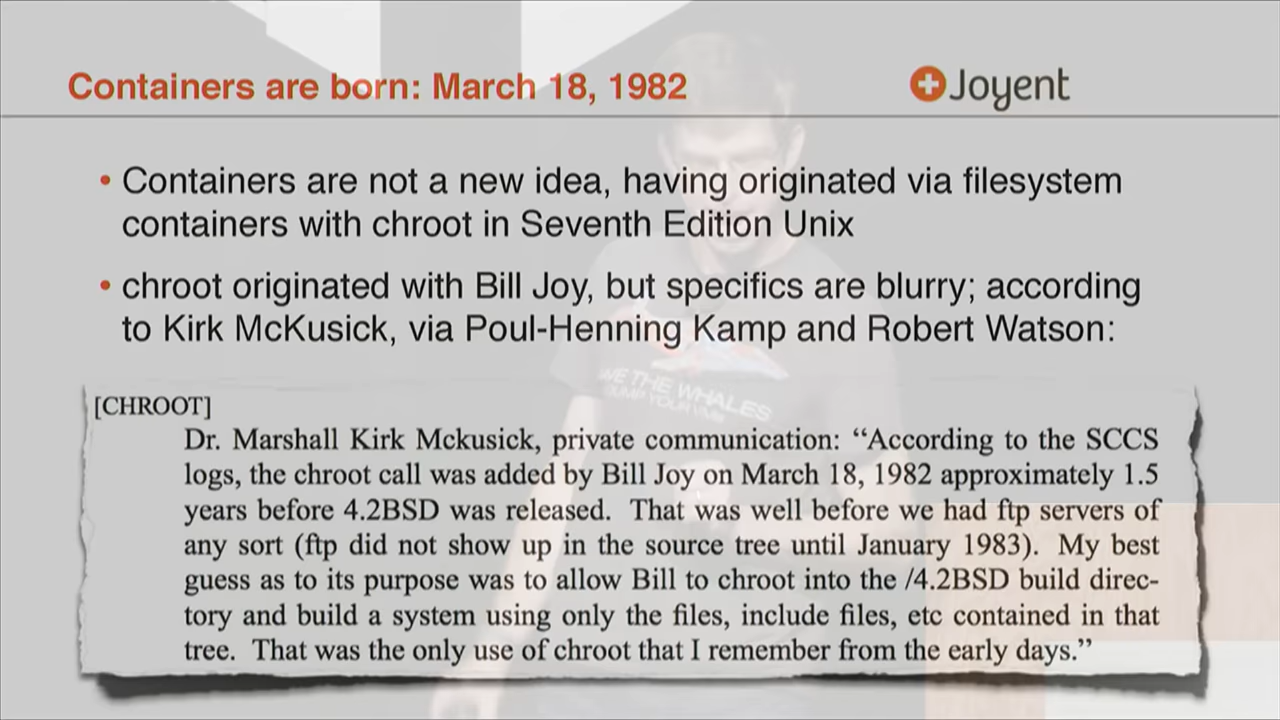 Containers are born: March 18, 1982
Joyent
• Containers are not a new idea, having originated via filesystem
containers with chroot in Seventh Edition Unix
• chroot originated with Bill Joy, but specifics are blurry; according
to Kirk McKusick, via Poul-Henning Kamp and Robert Watson:
WE THE WHALES
JUMP YOUR VMs
[CHROOT]
Dr. Marshall Kirk Mckusick, private communication: “According to the SCCS
logs, the chroot call was added by Bill Joy on March 18, 1982 approximately 1.5
years before 4.2BSD was released. That was well before we had ftp servers of
any sort (ftp did not show up in the source tree until January 1983). My best
guess as to its purpose was to allow Bill to chroot into the /4.2BSD build direc-
tory and build a system using only the files, include files, etc contained in that
tree. That was the only use of chroot that I remember from the early days.”